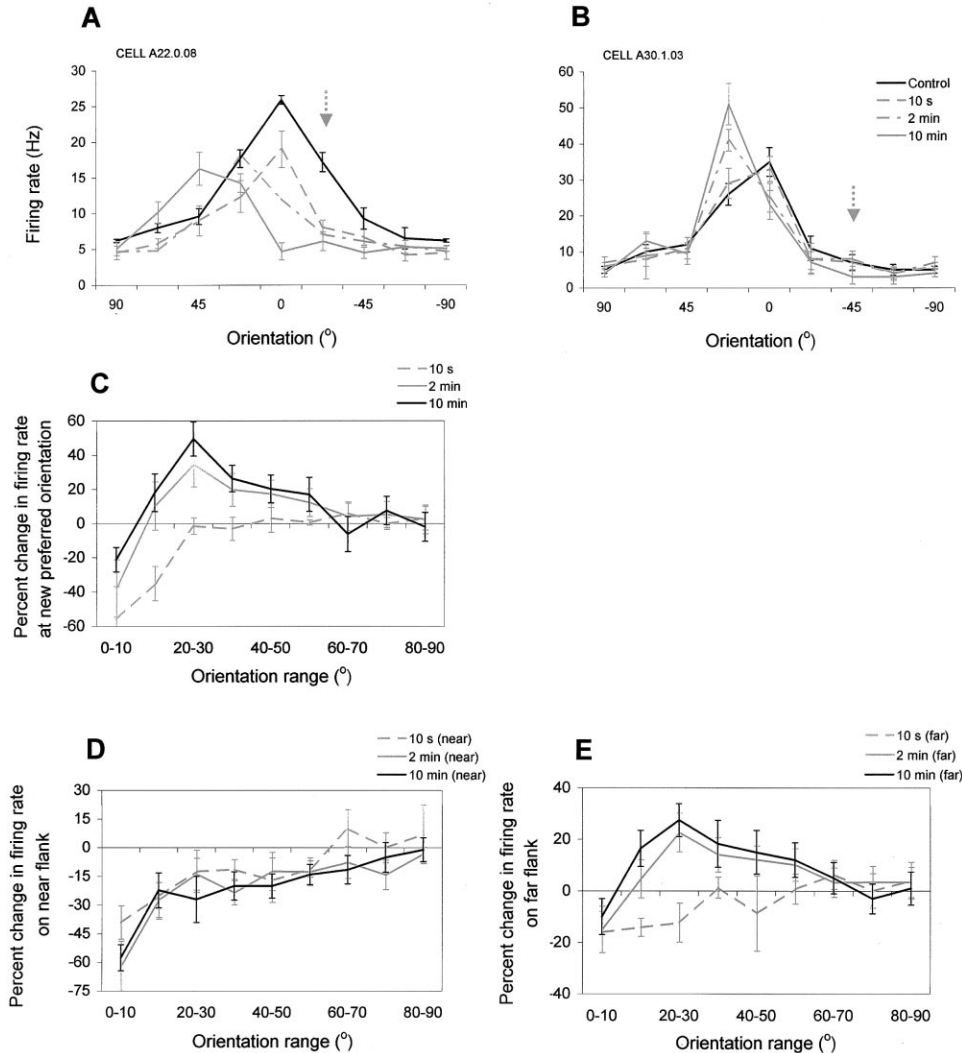 A
CELL A22.0.08
Firing rate (Hz)
30
25
20
15
10
5
0
90
45
0
-45
-90
Orientation (°)
B
CELL A30.1.03
Control
10 s
2 min
10 min
60
50
40
30
20
10
0
90
45
0
-45
-90
Orientation (°)
C
10 s
2 min
10 min
Percent change in firing rate
at new preferred orientation
60
40
20
0
-20
-40
-60
0-10
20-30
40-50
60-70
80-90
Orientation range (°)
D
10 s (near)
2 min (near)
10 min (near)
Percent change in firing rate
on near flank
30
15
0
-15
-30
-45
-60
-75
0-10
20-30
40-50
60-70
80-90
Orientation range (°)
E
10 s (far)
2 min (far)
10 min (far)
Percent change in firing rate
on far flank
40
20
0
-20
-40
0-10
20-30
40-50
60-70
80-90
Orientation range (°)